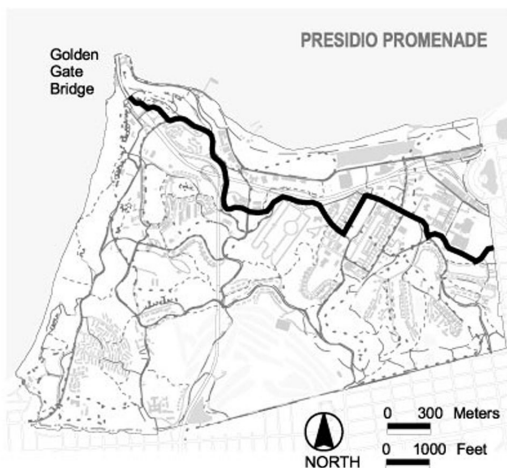 PRESIDIO PROMENADE
Golden
Gate
Bridge
0 300 Meters
0 1000 Feet
NORTH